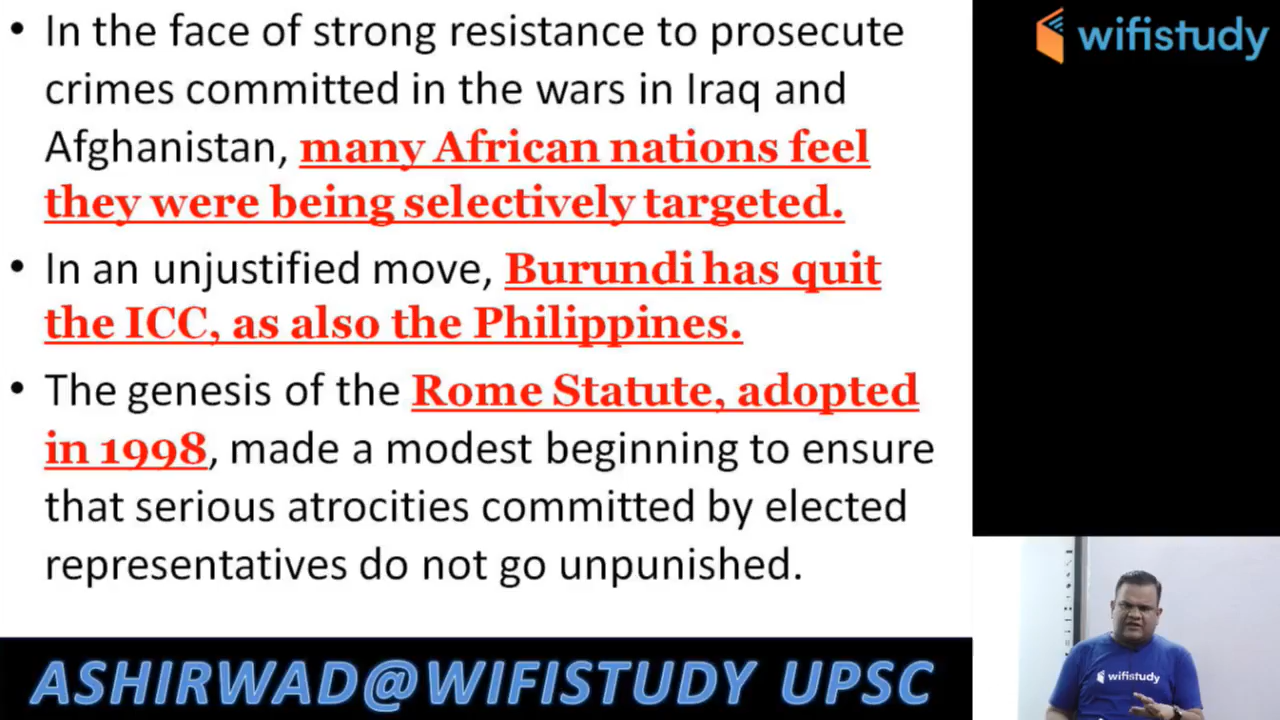 • In the face of strong resistance to prosecute
crimes committed in the wars in Iraq and
Afghanistan, many African nations feel
they were being selectively targeted.
• In an unjustified move, Burundi has quit
the ICC, as also the Philippines.
• The genesis of the Rome Statute, adopted
in 1998, made a modest beginning to ensure
that serious atrocities committed by elected
representatives do not go unpunished.
ASHIRWAD@WIFISTUDY UPSC
wifistudy
wifistudy